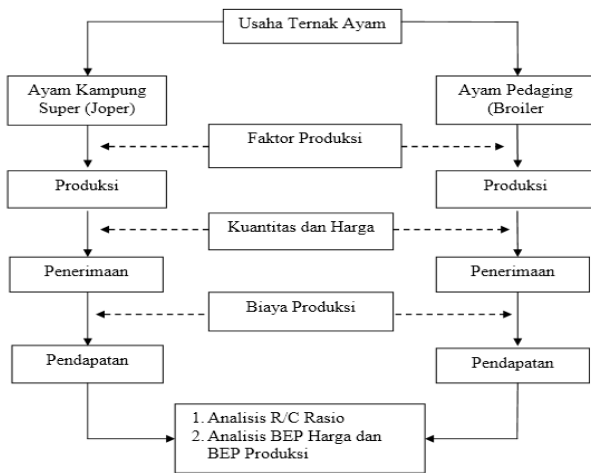 Usaha Ternak Ayam
Ayam Kampung
Super (Joper)
Ayam Pedaging
(Broiler
Faktor Produksi
Produksi
Produksi
Kuantitas dan Harga
Penerimaan
Penerimaan
Biaya Produksi
Pendapatan
Pendapatan
1. Analisis R/C Rasio
2. Analisis BEP Harga dan
BEP Produksi